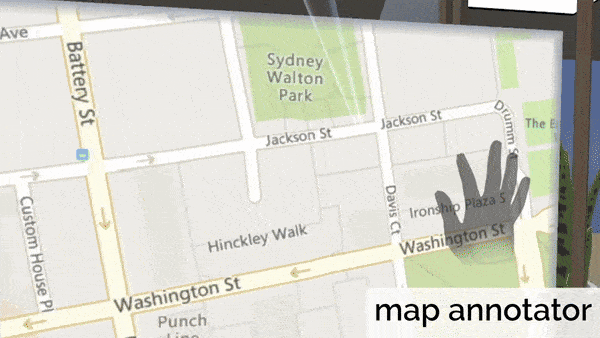 Ave
Battery St
Sydney
Walton
Park
Jackson St
Jackson St
Drumm St
The E
Custom House Pl
Davis Ct
Ironship Plaza S
Hinckley Walk
Washington St
Washington St
Punch
Line
map annotator